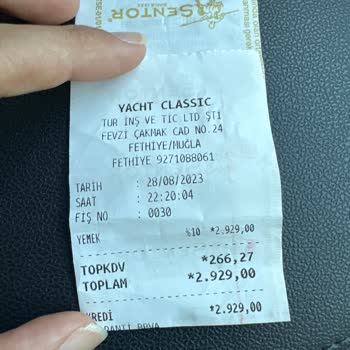 SENTOR
YACHT CLASSIC
TUR İNŞ VE TİC LTD ŞTİ
FEVZI ÇAKMAK CAD NO.24
FETHİYE/MUĞLA
FETHİYE 9271088061
TARIH : 28/08/2023
SAAT : 22:20:04
FIŞ NO : 0030
YEMEK %10 *2.929,00
TOPKDV *266,27
TOPLAM *2.929,00
KREDİ *2.929,00